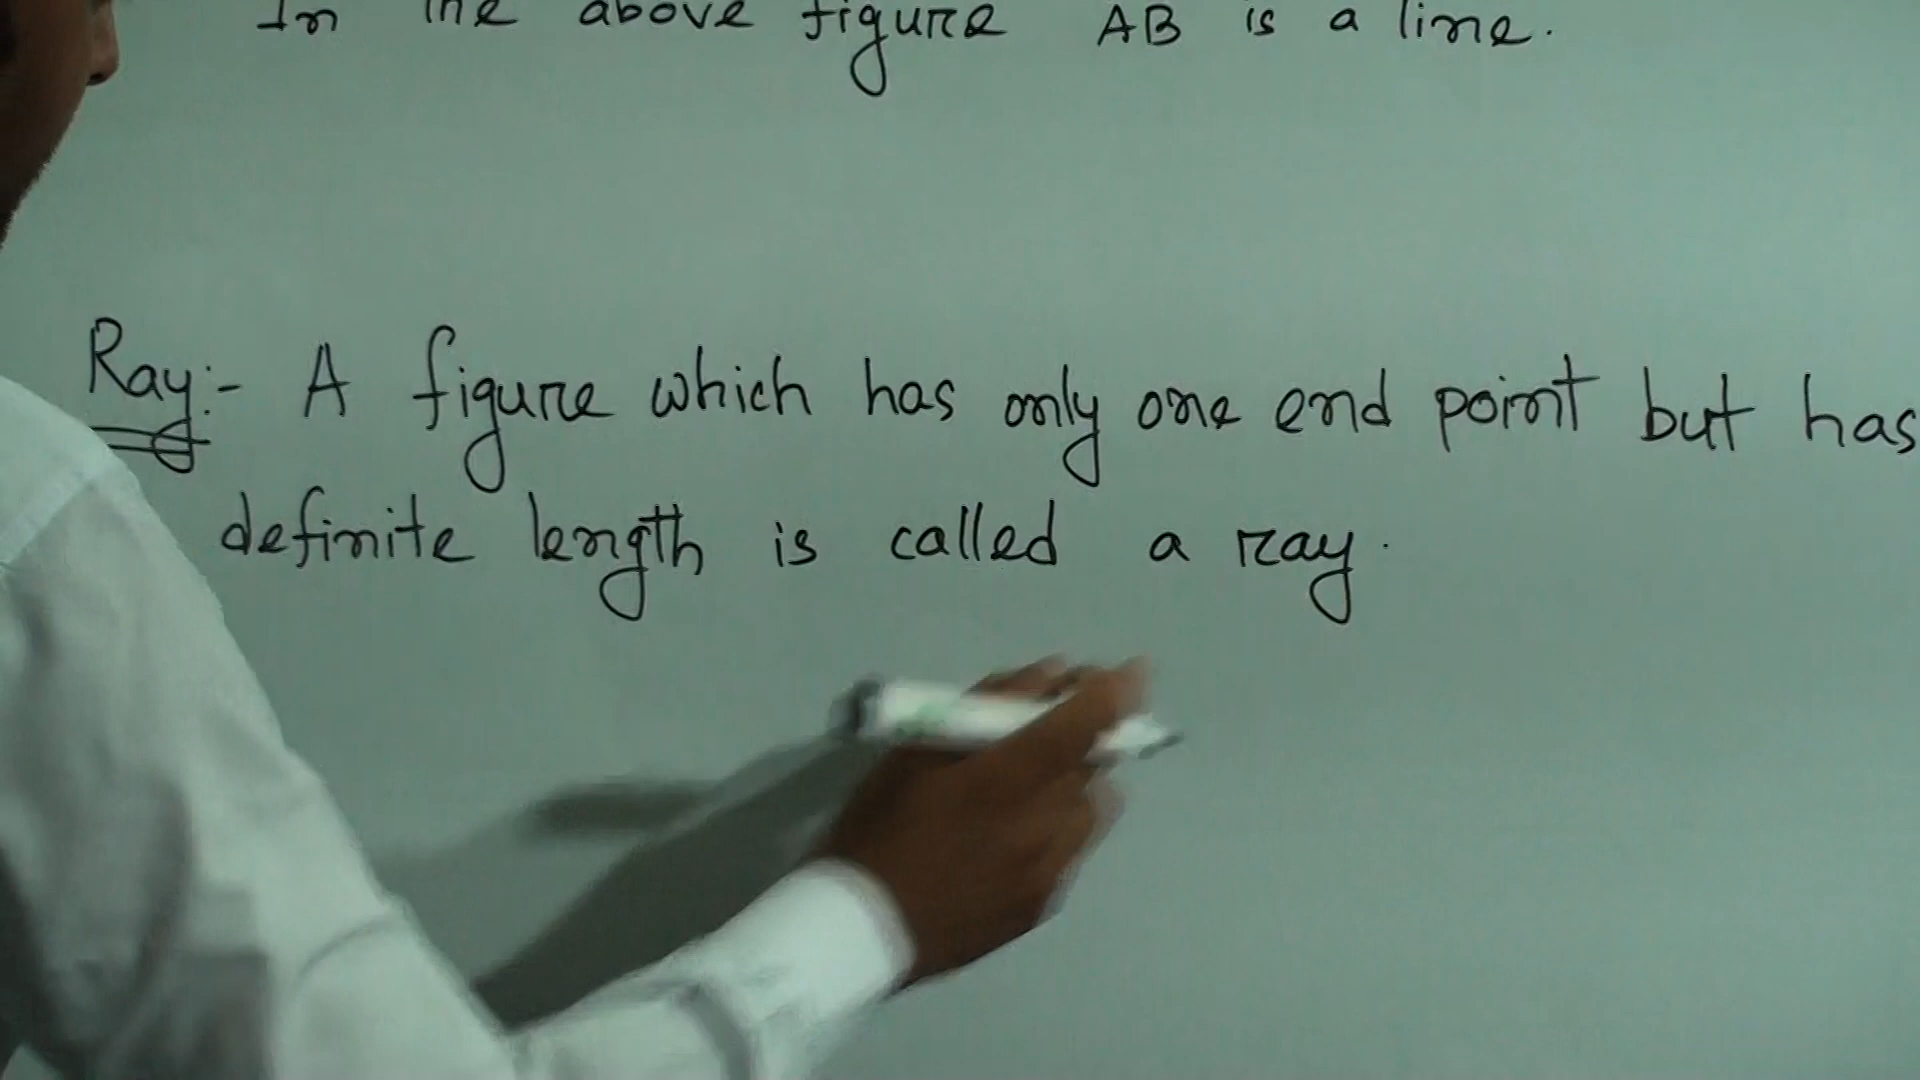 In the above figure AB is a line.
Ray:- A figure which has only one end point but has
definite length is called a ray.